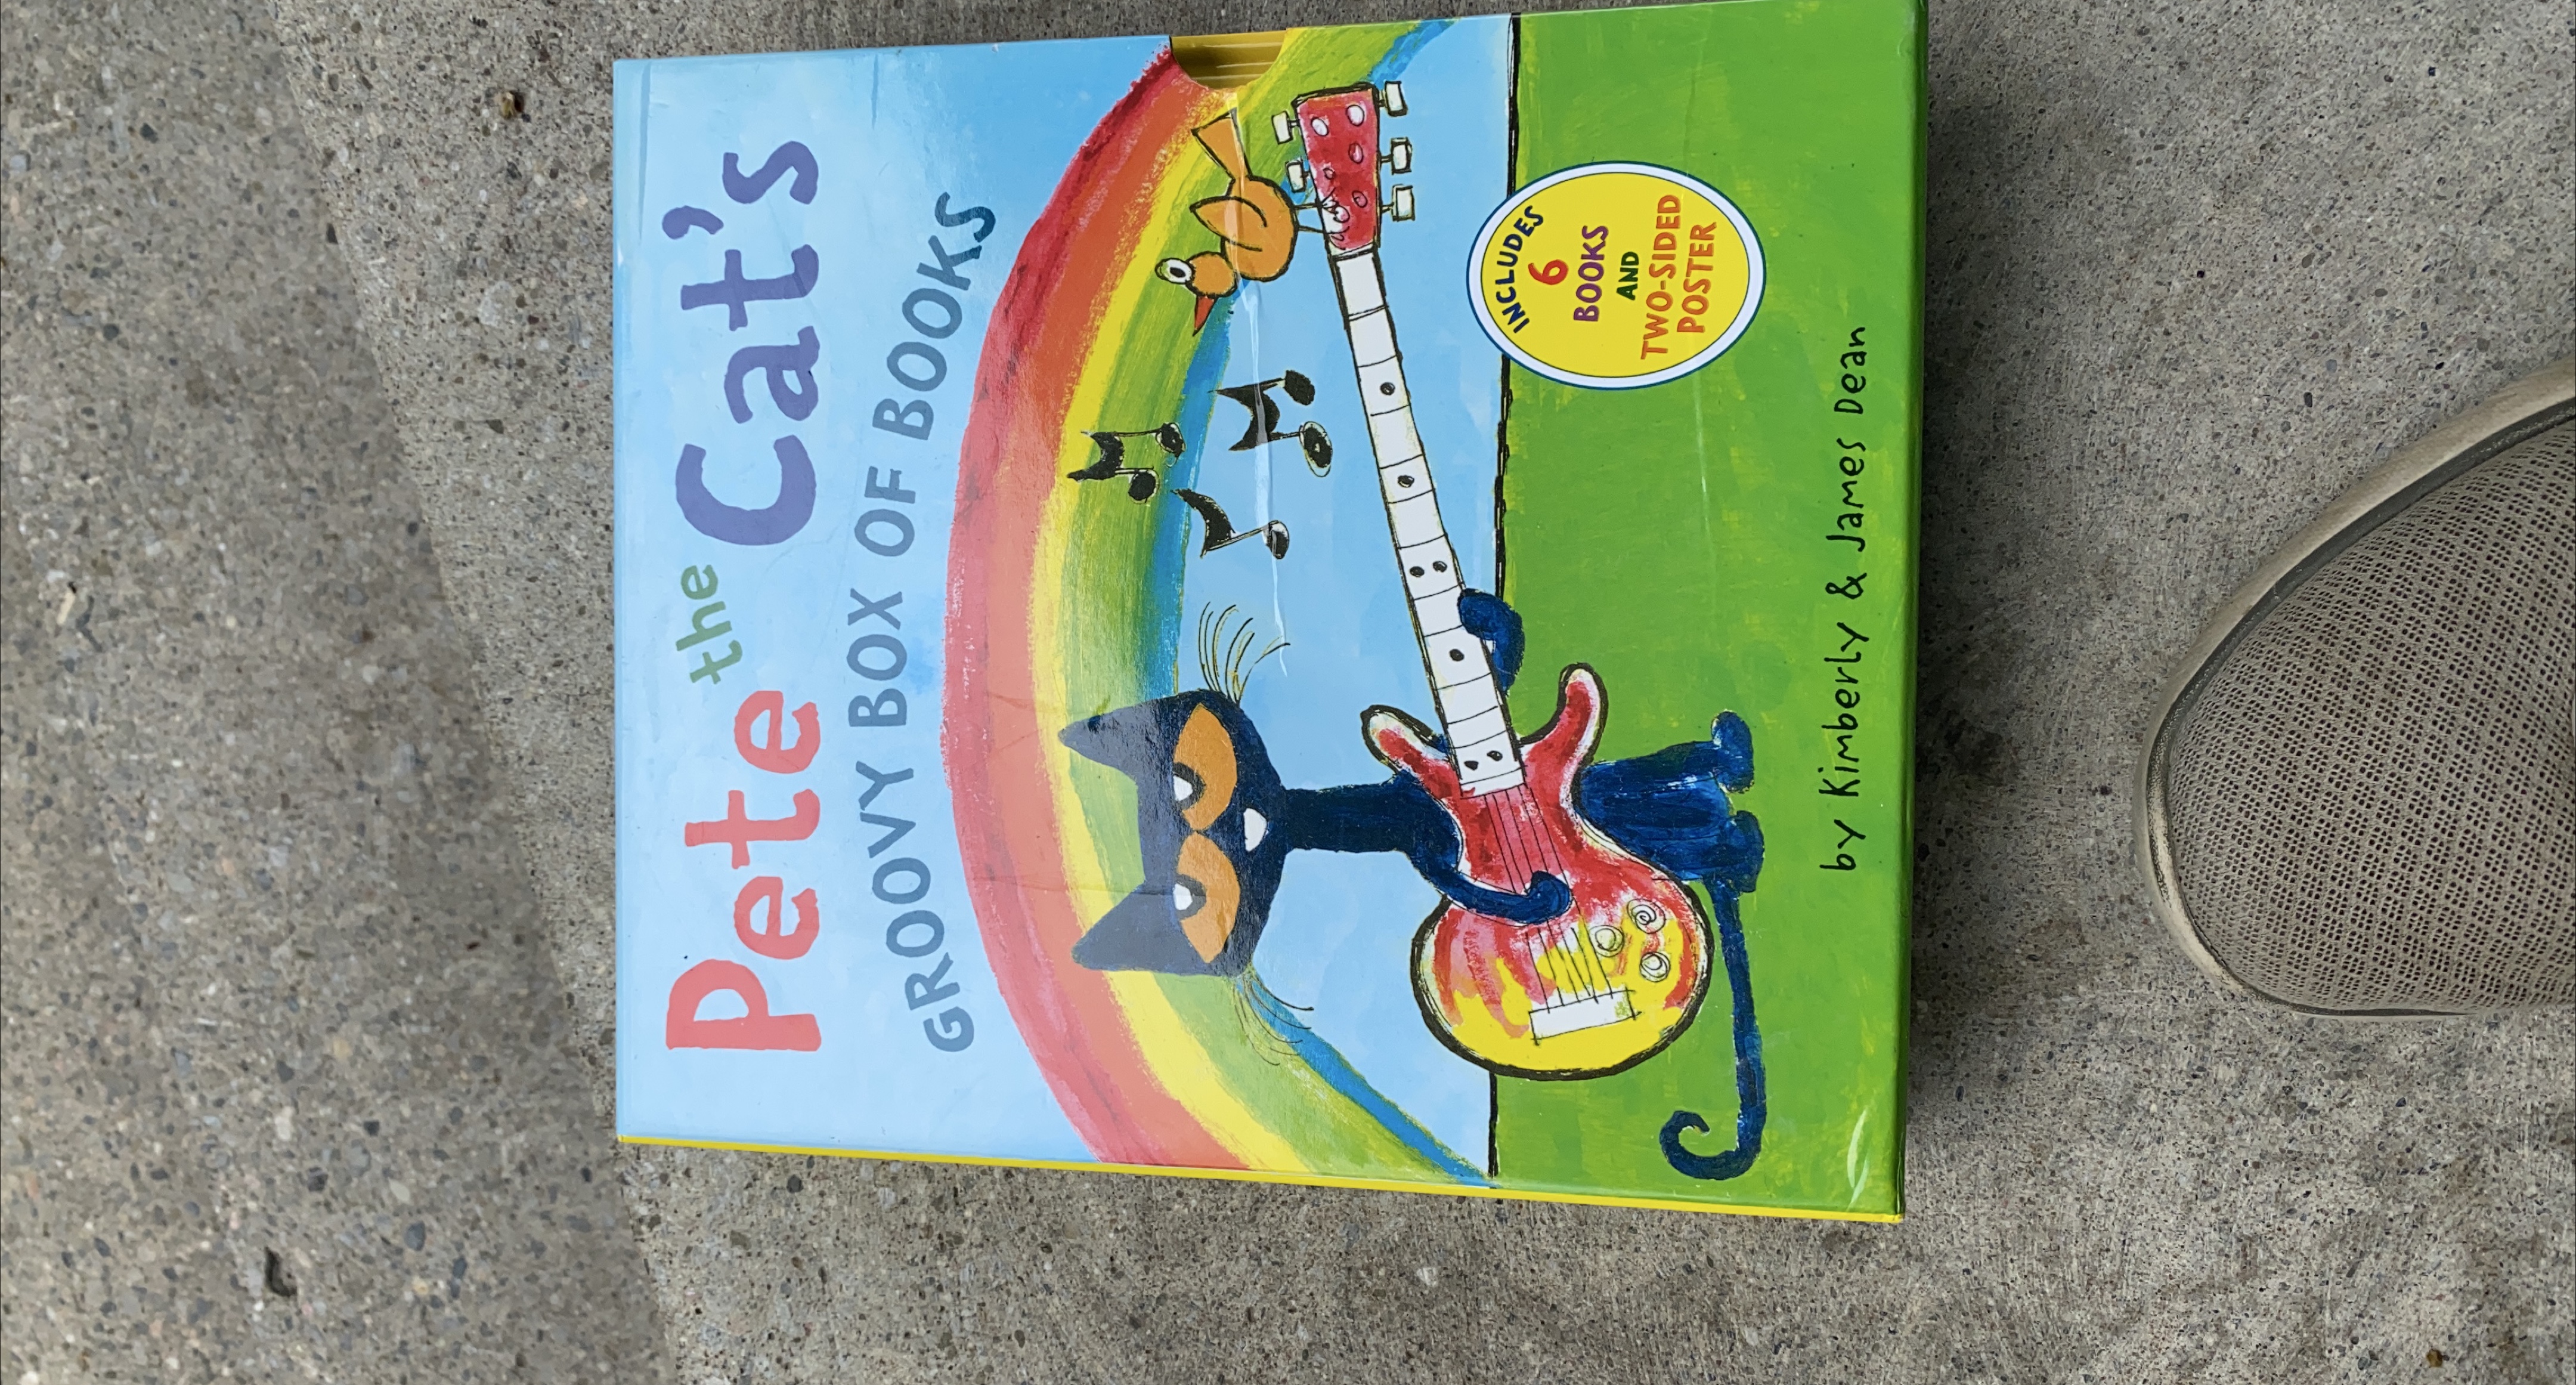 Pete the Cat's
GROOVY BOX OF BOOKS
INCLUDES
6
BOOKS
AND
TWO-SIDED
POSTER
by Kimberly & James Dean